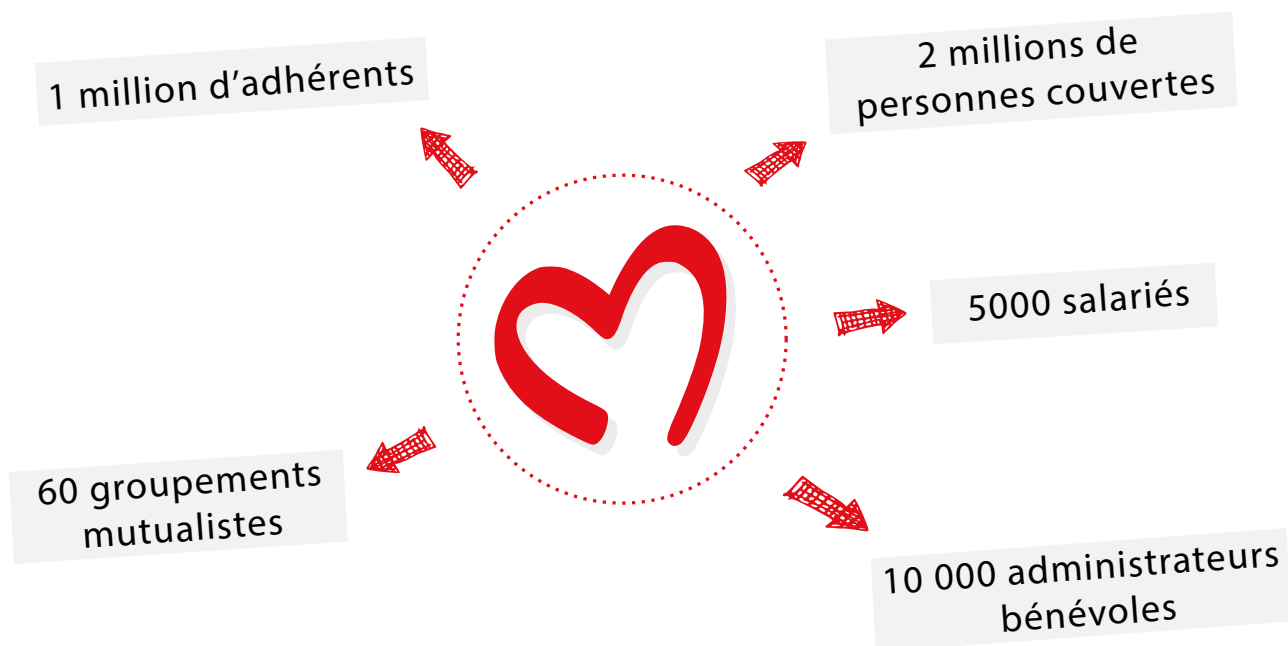 1 million d’adhérents
2 millions de
personnes couvertes
5000 salariés
60 groupements
mutualistes
10 000 administrateurs
bénévoles